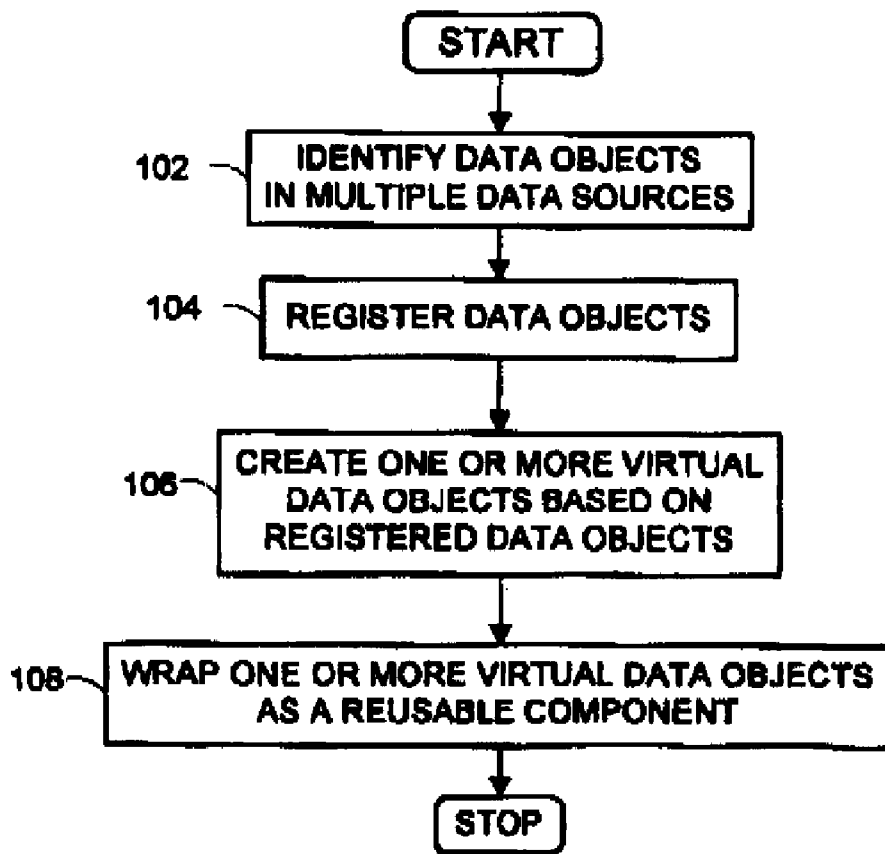 START
102
IDENTIFY DATA OBJECTS
IN MULTIPLE DATA SOURCES
104
REGISTER DATA OBJECTS
106
CREATE ONE OR MORE VIRTUAL
DATA OBJECTS BASED ON
REGISTERED DATA OBJECTS
108
WRAP ONE OR MORE VIRTUAL DATA OBJECTS
AS A REUSABLE COMPONENT
STOP